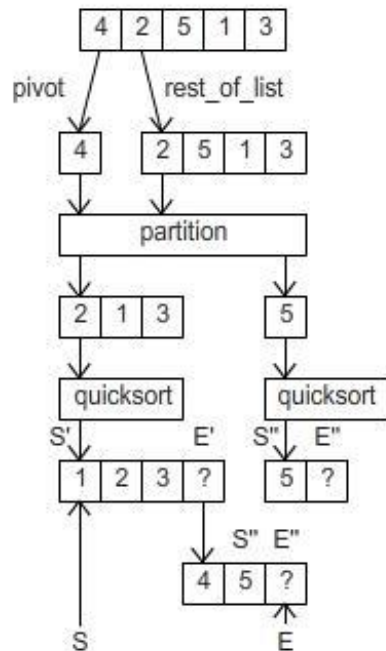 4 2 5 1 3
pivot rest_of_list
4 2 5 1 3
partition
2 1 3 5
quicksort quicksort
S' E' S" E"
1 2 3 ? 5 ?
S" E"
4 5 ?
S E